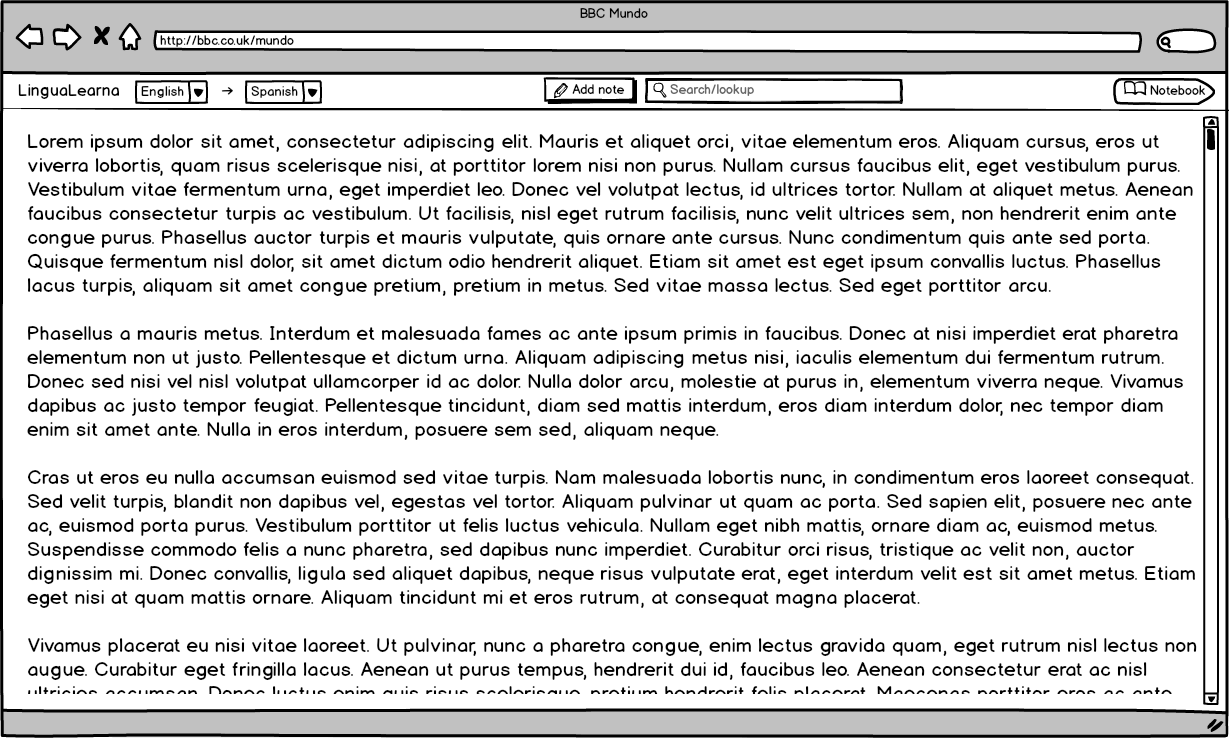 BBC Mundo
http://bbc.co.uk/mundo
LinguaLearna English → Spanish Add note Search/lookup Notebook
Lorem ipsum dolor sit amet, consectetur adipiscing elit. Mauris et aliquet orci, vitae elementum eros. Aliquam cursus, eros ut
viverra lobortis, quam risus scelerisque nisi, at porttitor lorem nisi non purus. Nullam cursus faucibus elit, eget vestibulum purus.
Vestibulum vitae fermentum urna, eget imperdiet leo. Donec vel volutpat lectus, id ultrices tortor. Nullam at aliquet metus. Aenean
faucibus consectetur turpis ac vestibulum. Ut facilisis, nisl eget rutrum facilisis, nunc velit ultrices sem, non hendrerit enim ante
congue purus. Phasellus auctor turpis et mauris vulputate, quis ornare ante cursus. Nunc condimentum quis ante sed porta.
Quisque fermentum nisl dolor, sit amet dictum odio hendrerit aliquet. Etiam sit amet est eget ipsum convallis luctus. Phasellus
lacus turpis, aliquam sit amet congue pretium, pretium in metus. Sed vitae massa lectus. Sed eget porttitor arcu.
Phasellus a mauris metus. Interdum et malesuada fames ac ante ipsum primis in faucibus. Donec at nisi imperdiet erat pharetra
elementum non ut justo. Pellentesque et dictum urna. Aliquam adipiscing metus nisi, iaculis elementum dui fermentum rutrum.
Donec sed nisi vel nisl volutpat ullamcorper id ac dolor. Nulla dolor arcu, molestie at purus in, elementum viverra neque. Vivamus
dapibus ac justo tempor feugiat. Pellentesque tincidunt, diam sed mattis interdum, eros diam interdum dolor, nec tempor diam
enim sit amet ante. Nulla in eros interdum, posuere sem sed, aliquam neque.
Cras ut eros eu nulla accumsan euismod sed vitae turpis. Nam malesuada lobortis nunc, in condimentum eros laoreet consequat.
Sed velit turpis, blandit non dapibus vel, egestas vel tortor. Aliquam pulvinar ut quam ac porta. Sed sapien elit, posuere nec ante
ac, euismod porta purus. Vestibulum porttitor ut felis luctus vehicula. Nullam eget nibh mattis, ornare diam ac, euismod metus.
Suspendisse commodo felis a nunc pharetra, sed dapibus nunc imperdiet. Curabitur orci risus, tristique ac velit non, auctor
dignissim mi. Donec convallis, ligula sed aliquet dapibus, neque risus vulputate erat, eget interdum velit est sit amet metus. Etiam
eget nisi at quam mattis ornare. Aliquam tincidunt mi et eros rutrum, at consequat magna placerat.
Vivamus placerat eu nisi vitae laoreet. Ut pulvinar, nunc a pharetra congue, enim lectus gravida quam, eget rutrum nisl lectus non
augue. Curabitur eget fringilla lacus. Aenean ut purus tempus, hendrerit dui id, faucibus leo. Aenean consectetur erat ac nisl
ultricies accumsan. Donec luctus enim quis risus scelerisque, pretium hendrerit felis placerat. Maecenas porttitor eros ac ante